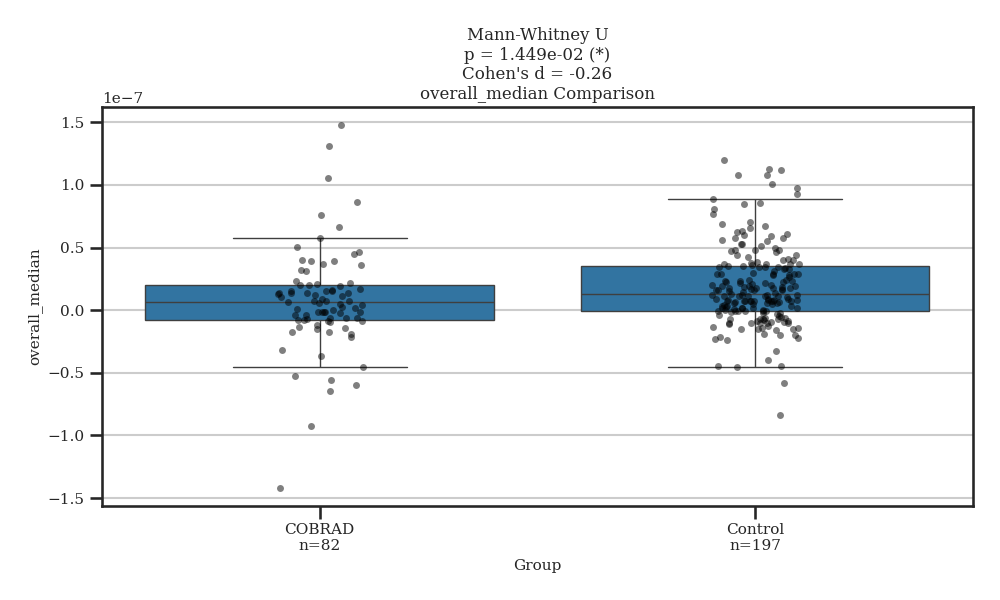 Mann-Whitney U
p = 1.449e-02 (*)
Cohen's d = -0.26
overall_median Comparison
1e−7
1.5
1.0
0.5
0.0
−0.5
−1.0
−1.5
overall_median
COBRAD
n=82
Control
n=197
Group